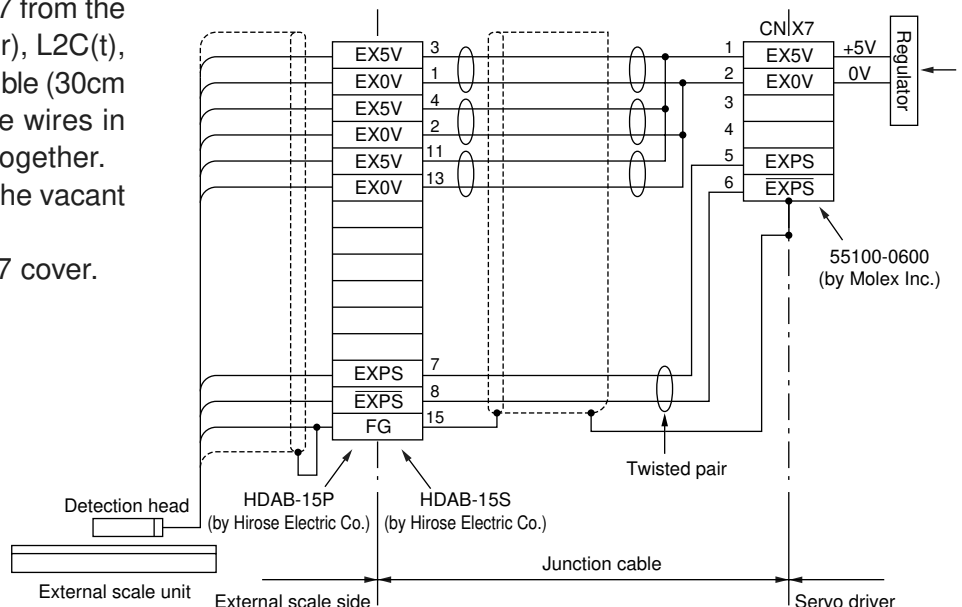 7 from the
r), L2C(t),
ble (30cm
e wires in
ogether.
he vacant
7 cover.
CN X7
3 EX5V
1 EX0V
4 EX5V
2 EX0V
11 EX5V
13 EX0V
7 EXPS
8 EXPS
15 FG
1 EX5V +5V
2 EX0V 0V
3
4
5 EXPS
6 EXPS
Regulator
55100-0600
(by Molex Inc.)
Twisted pair
HDAB-15P
(by Hirose Electric Co.)
HDAB-15S
(by Hirose Electric Co.)
Detection head
External scale unit
External scale side
Junction cable
Servo driver